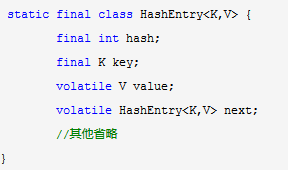 static final class HashEntry<K,V> {
final int hash;
final K key;
volatile V value;
volatile HashEntry<K,V> next;
//其他省略
}